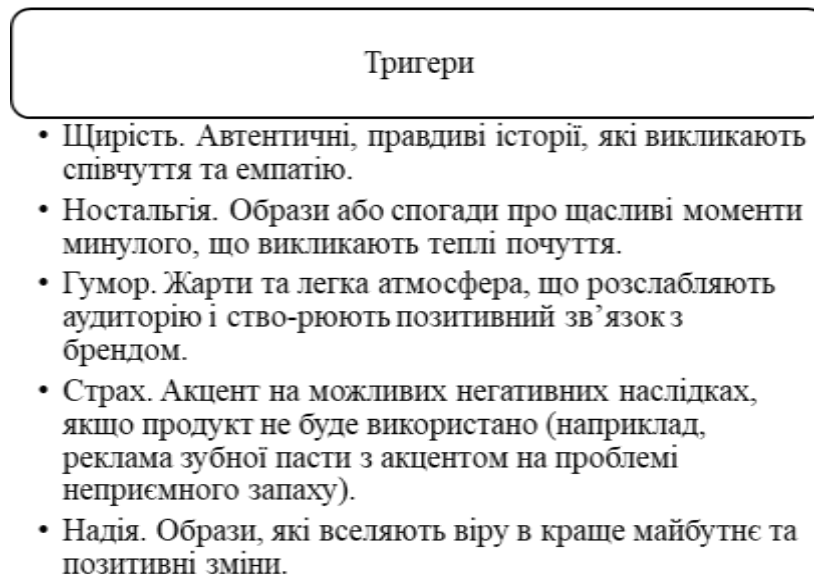 Тригери
• Щирість. Автентичні, правдиві історії, які викликають
співчуття та емпатію.
• Ностальгія. Образи або спогади про щасливі моменти
минулого, що викликають теплі почуття.
• Гумор. Жарти та легка атмосфера, що розслабляють
аудиторію і ство-рюють позитивний зв’язок з
брендом.
• Страх. Акцент на можливих негативних наслідках,
якщо продукт не буде використано (наприклад,
реклама зубної пасти з акцентом на проблемі
неприємного запаху).
• Надія. Образи, які вселяють віру в краще майбутнє та
позитивні зміни.